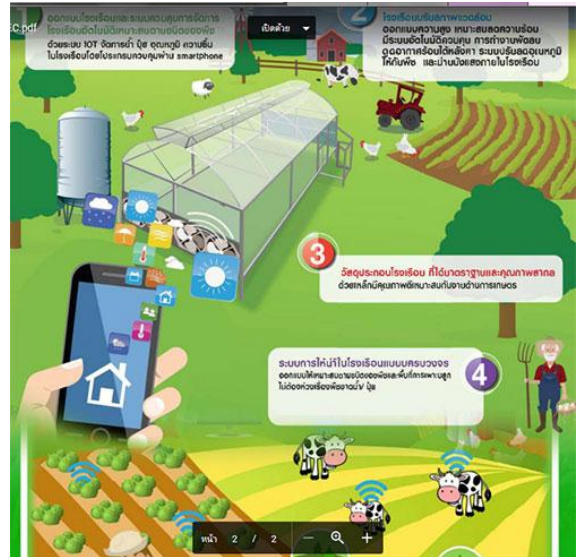 EC.pdf
เปิดด้วย
ออกแบบโรงเรือนและระบบควบคุมการจัดการ
โรงเรือนอัตโนมัติเหมาะสมตามชนิดของพืช
ด้วยระบบ IOT จัดการน้ำ ปุ๋ย อุณหภูมิ ความชื้น
ในโรงเรือนโดยโปรแกรมควบคุมผ่าน smartphone
2
โรงเรือนปรับสภาพแวดล้อม
ออกแบบความสูง เหมาะสมลดความร้อน
มีระบบอัตโนมัติควบคุม การทำงานพัดลม
ดูดอากาศร้อนใต้หลังคา ระบบปรับลดอุณหภูมิ
ให้กับพืช และม่านบังแสงภายในโรงเรือน
3
วัสดุประกอบโรงเรือน ที่ได้มาตราฐานและคุณภาพสากล
ด้วยเหล็กมีคุณภาพดีเหมาะสมกับงานด้านการเกษตร
4
ระบบการให้น้ำในโรงเรือนแบบครบวงจร
ออกแบบให้เหมาะสมตามชนิดของพืชและพื้นที่การเพาะปลูก
ไม่ต้องห่วงเรื่องพืชขาดน้ำ/ ปุ๋ย
หน้า 2 / 2